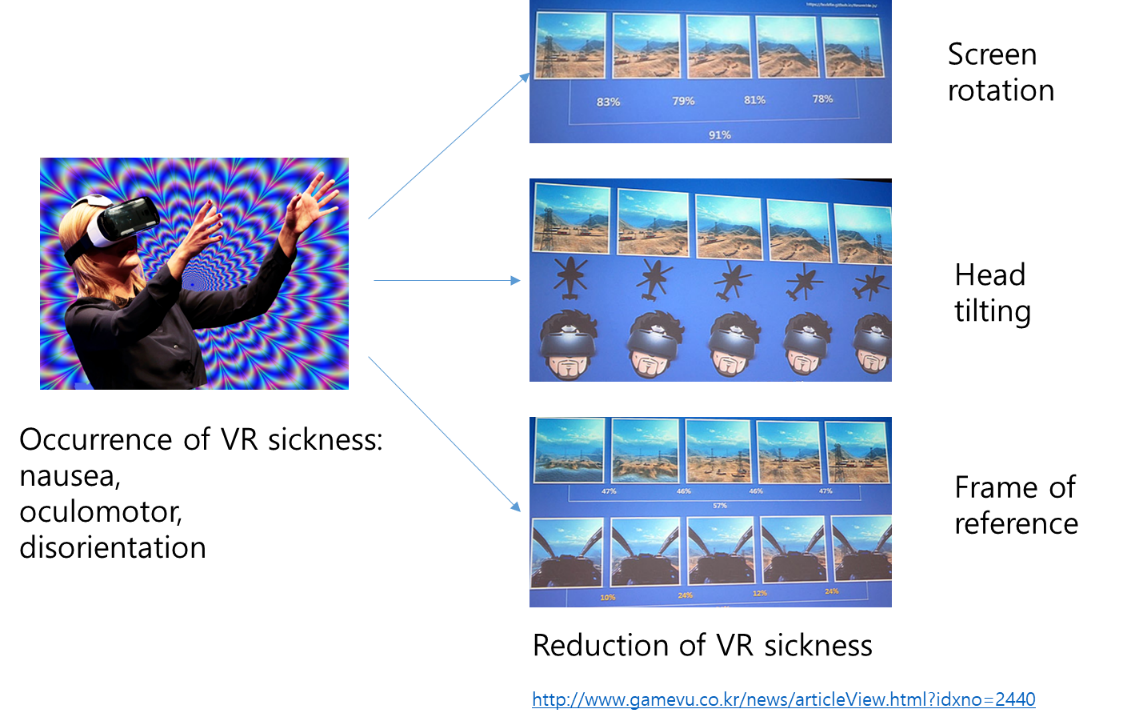 83%
79%
81%
78%
91%
Screen
rotation
Head
tilting
Occurrence of VR sickness:
nausea,
oculomotor,
disorientation
47%
46%
46%
47%
57%
10%
24%
12%
24%
Frame of
reference
Reduction of VR sickness
http://www.gamevu.co.kr/news/articleView.html?idxno=2440